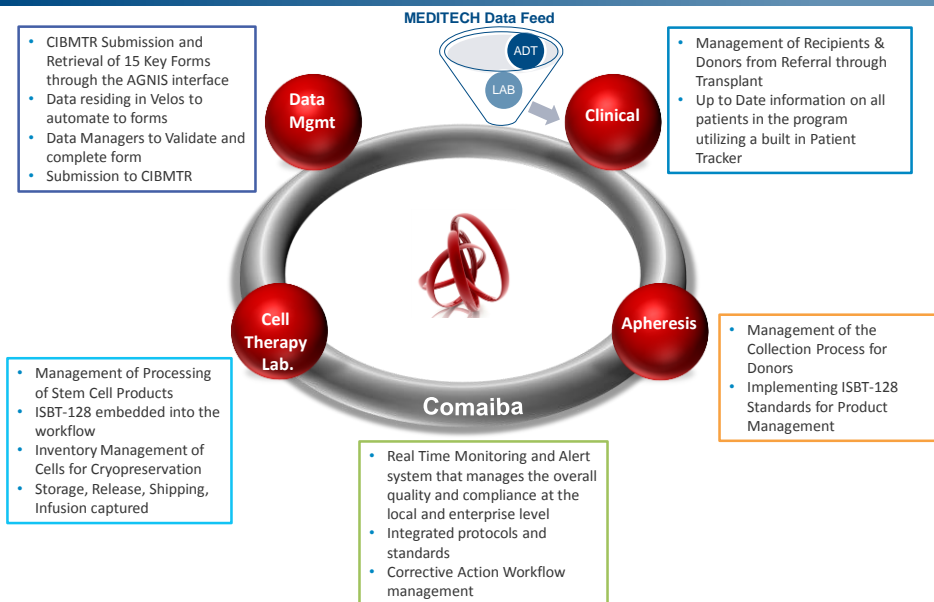 MEDITECH Data Feed
ADT
LAB
• CIBMTR Submission and
Retrieval of 15 Key Forms
through the AGNIS interface
• Data residing in Velos to
automate to forms
• Data Managers to Validate and
complete form
• Submission to CIBMTR
Data
Mgmt
Clinical
• Management of Recipients &
Donors from Referral through
Transplant
• Up to Date information on all
patients in the program
utilizing a built in Patient
Tracker
Cell
Therapy
Lab.
Apheresis
• Management of the
Collection Process for
Donors
• Implementing ISBT-128
Standards for Product
Management
• Management of Processing
of Stem Cell Products
• ISBT-128 embedded into the
workflow
• Inventory Management of
Cells for Cryopreservation
• Storage, Release, Shipping,
Infusion captured
Comaiba
• Real Time Monitoring and Alert
system that manages the overall
quality and compliance at the
local and enterprise level
• Integrated protocols and
standards
• Corrective Action Workflow
management